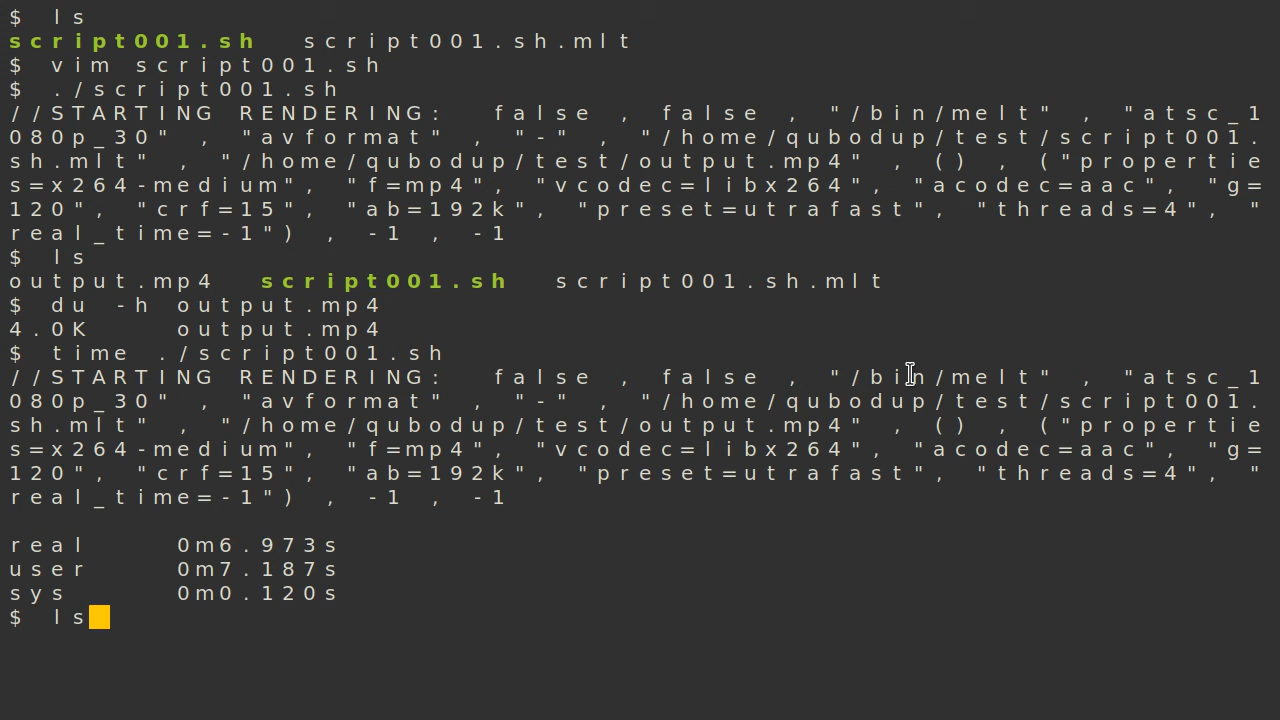 $ ls
script001.sh  script001.sh.mlt
$ vim script001.sh
$ ./script001.sh
//STARTING RENDERING:  false , false , "/bin/melt" , "atsc_1
080p_30" , "avformat" , "-" , "/home/qubodup/test/script001.
sh.mlt" , "/home/qubodup/test/output.mp4" , () , ("propertie
s=x264-medium", "f=mp4", "vcodec=libx264", "acodec=aac", "g=
120", "crf=15", "ab=192k", "preset=utrafast", "threads=4", "
real_time=-1") , -1 , -1
$ ls
output.mp4  script001.sh  script001.sh.mlt
$ du -h output.mp4
4.0K    output.mp4
$ time ./script001.sh
//STARTING RENDERING:  false , false , "/bin/melt" , "atsc_1
080p_30" , "avformat" , "-" , "/home/qubodup/test/script001.
sh.mlt" , "/home/qubodup/test/output.mp4" , () , ("propertie
s=x264-medium", "f=mp4", "vcodec=libx264", "acodec=aac", "g=
120", "crf=15", "ab=192k", "preset=utrafast", "threads=4", "
real_time=-1") , -1 , -1
real    0m6.973s
user    0m7.187s
sys     0m0.120s
$ ls